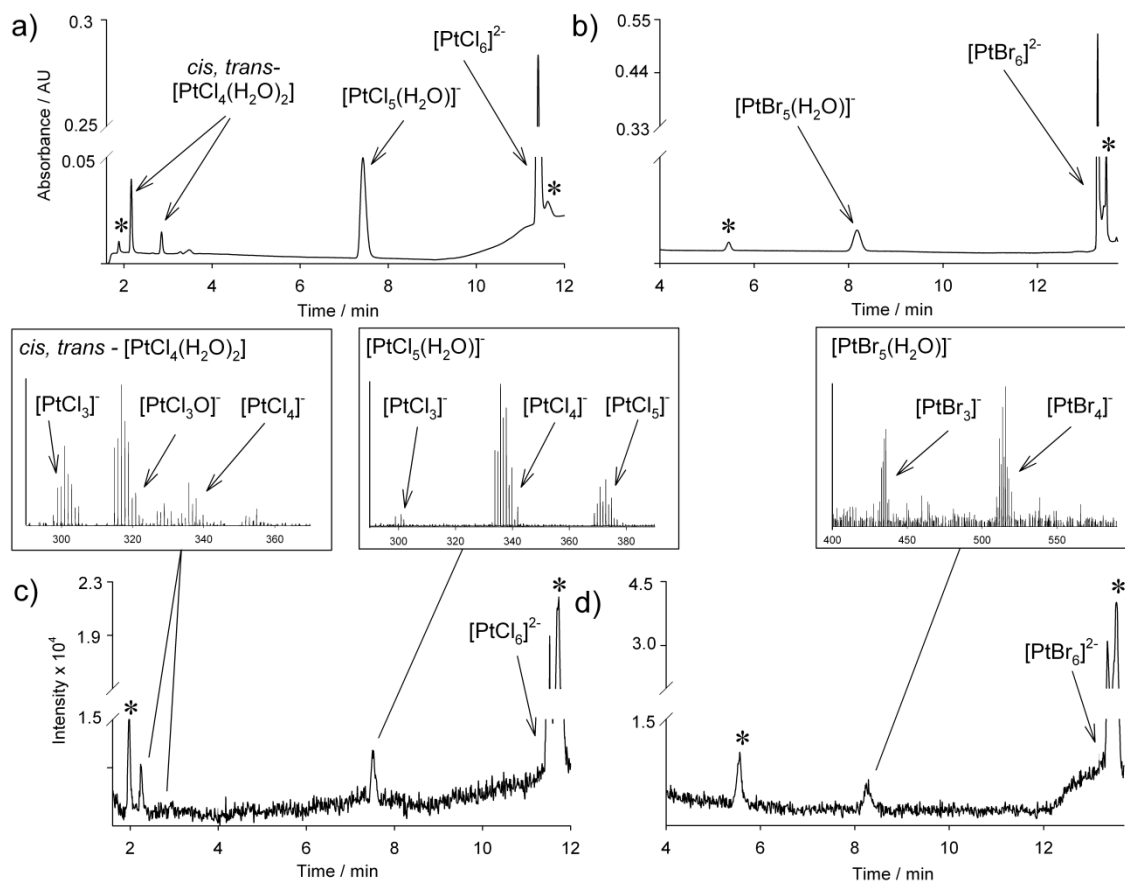 a)
0.3
0.25
0.05
Absorbance / AU
cis, trans-
[PtCl₄(H₂O)₂]
[PtCl₅(H₂O)]⁻
[PtCl₆]²⁻
*
*
2 4 6 8 10 12
Time / min
b)
0.55
0.44
0.33
[PtBr₅(H₂O)]⁻
[PtBr₆]²⁻
*
*
4 6 8 10 12
Time / min
cis, trans - [PtCl₄(H₂O)₂]
[PtCl₃]⁻
[PtCl₃O]⁻
[PtCl₄]⁻
300 320 340 360
[PtCl₅(H₂O)]⁻
[PtCl₃]⁻
[PtCl₄]⁻
[PtCl₅]⁻
300 320 340 360 380
[PtBr₅(H₂O)]⁻
[PtBr₃]⁻
[PtBr₄]⁻
400 450 500 550
c)
2.3
1.9
1.5
Intensity x 10⁴
*
[PtCl₆]²⁻
*
2 4 6 8 10 12
Time / min
d)
4.5
3.0
1.5
*
[PtBr₆]²⁻
*
4 6 8 10 12
Time / min